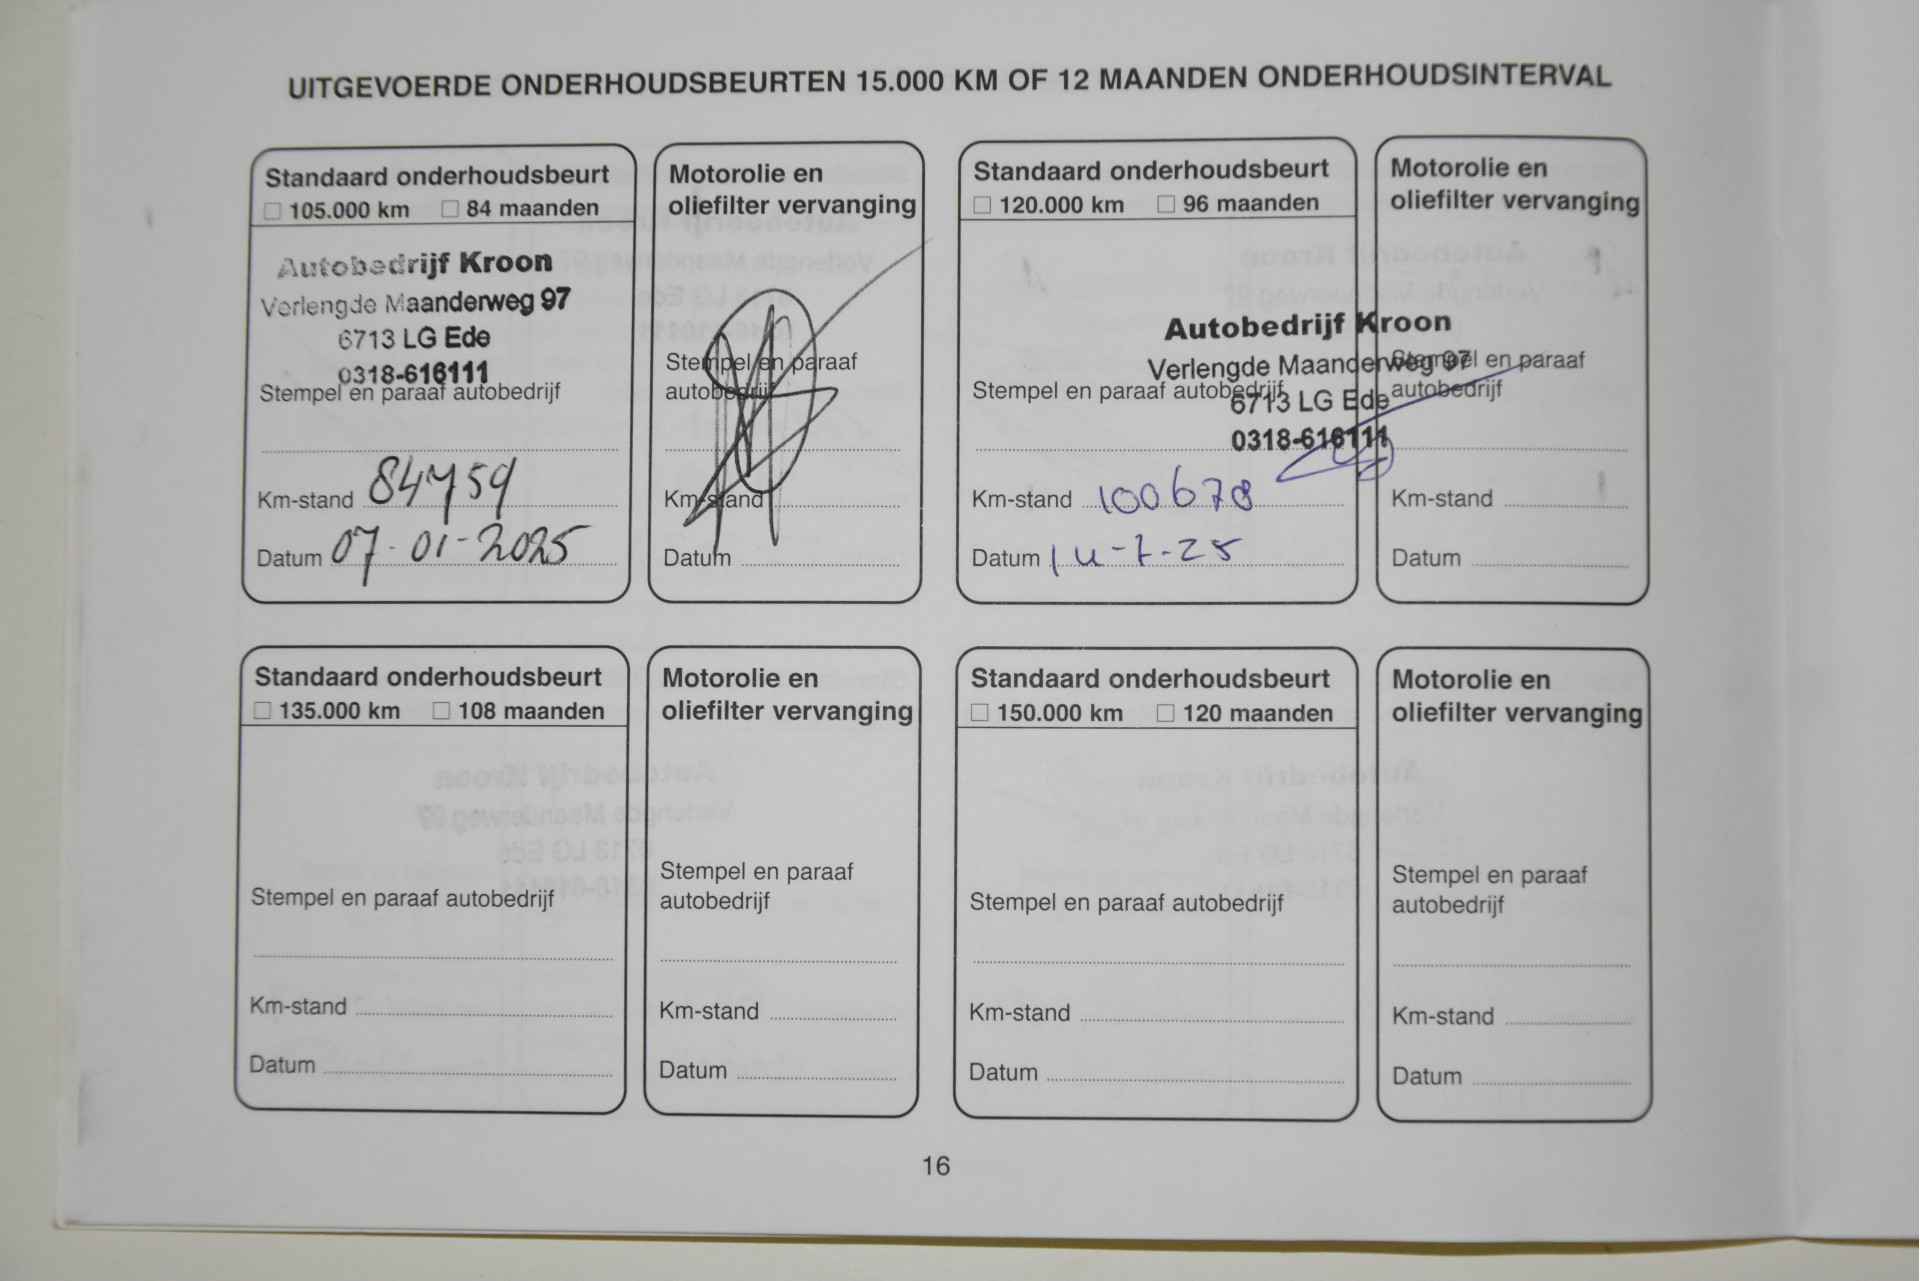 UITGEVOERDE ONDERHOUDSBEURTEN 15.000 KM OF 12 MAANDEN ONDERHOUDSINTERVAL
Standaard onderhoudsbeurt
105.000 km 84 maanden
Autobedrijf Kroon
Verlengde Maanderweg 97
6713 LG Ede
0318-616111
Stempel en paraaf autobedrijf
Km-stand 84759
Datum 07-01-2025
Motorolie en
oliefilter vervanging
Stempel en paraaf
autobedrijf
Km-stand
Datum
Standaard onderhoudsbeurt
120.000 km 96 maanden
Autobedrijf Kroon
Verlengde Maanderweg 97
Stempel en paraaf autobedrijf
6713 LG Ede
0318-616111
Km-stand 100678
Datum 14-7-25
Motorolie en
oliefilter vervanging
Stempel en paraaf
autobedrijf
Km-stand
Datum
Standaard onderhoudsbeurt
135.000 km 108 maanden
Stempel en paraaf autobedrijf
Km-stand
Datum
Motorolie en
oliefilter vervanging
Stempel en paraaf
autobedrijf
Km-stand
Datum
Standaard onderhoudsbeurt
150.000 km 120 maanden
Stempel en paraaf autobedrijf
Km-stand
Datum
Motorolie en
oliefilter vervanging
Stempel en paraaf
autobedrijf
Km-stand
Datum
16